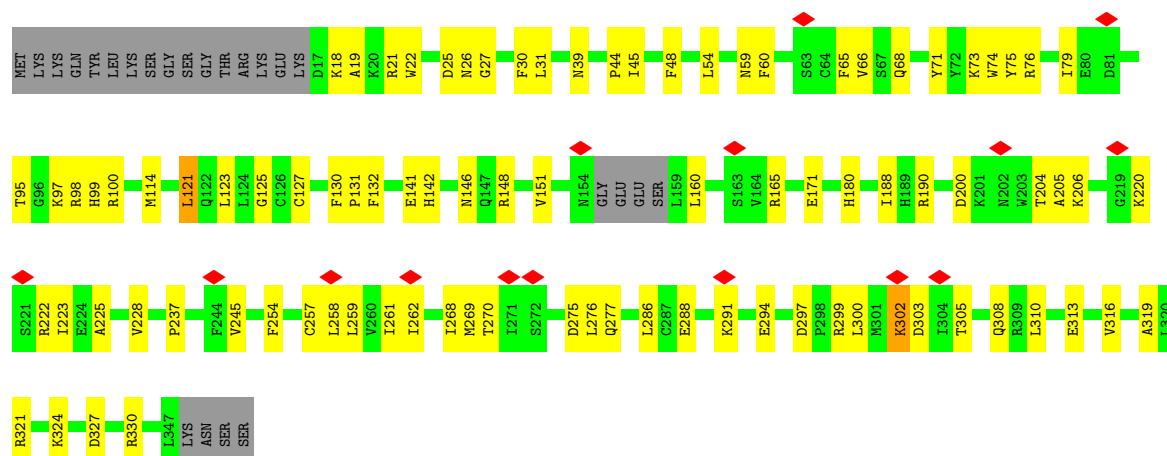 MET LYS LYS GLN TYR LEU LYS SER GLY SER GLY THR ARG LYS GLU LYS D17 K18 A19 K20 R21 W22 D25 N26 G27 F30 L31 N39 P44 I45 F48 L54 N59 F60 S63 C64 F65 V66 S67 Q68 Y71 Y72 K73 W74 Y75 R76 I79 E80 D81
T95 G96 K97 R98 H99 R100 M114 L121 Q122 L123 L124 G125 C126 C127 F130 P131 F132 E141 H142 N146 Q147 R148 V151 N154 GLY GLU GLU SER L159 L160 S163 V164 R165 E171 H180 I188 H189 R190 D200 K201 N202 W203 T204 A205 K206 G219 K220
S221 R222 I223 E224 A225 V228 P237 F244 V245 F254 C257 L258 L259 V260 I261 I262 I268 M269 T270 I271 S272 D275 L276 Q277 L286 C287 E288 K291 E294 D297 P298 R299 L300 M301 K302 D303 I304 T305 Q308 R309 L310 E313 V316 A319 L320
R321 K324 D327 R330 L347 LYS ASN SER SER